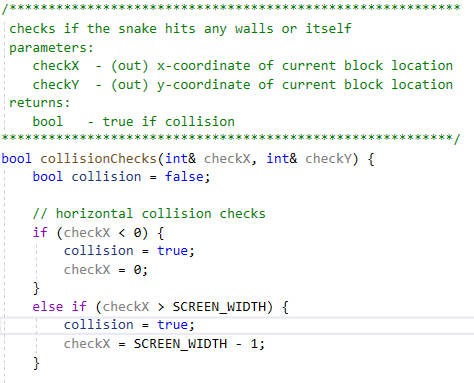 /**********************************************************
 checks if the snake hits any walls or itself
 parameters:
    checkX  - (out) x-coordinate of current block location
    checkY  - (out) y-coordinate of current block location
 returns:
    bool   - true if collision
**********************************************************/
bool collisionChecks(int& checkX, int& checkY) {
    bool collision = false;

    // horizontal collision checks
    if (checkX < 0) {
        collision = true;
        checkX = 0;
    }
    else if (checkX > SCREEN_WIDTH) {
        collision = true;
        checkX = SCREEN_WIDTH - 1;
    }